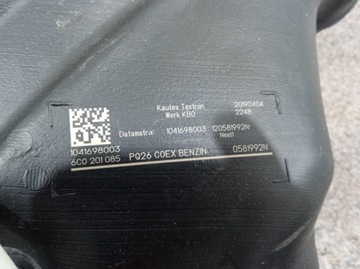 Kautex Textron 20190404
Werk KBO 2248
Datamatrix: 1041698003 120581992N
Nest1
1041698003
6C0 201 085 PQ26 COEX BENZIN 0581992N